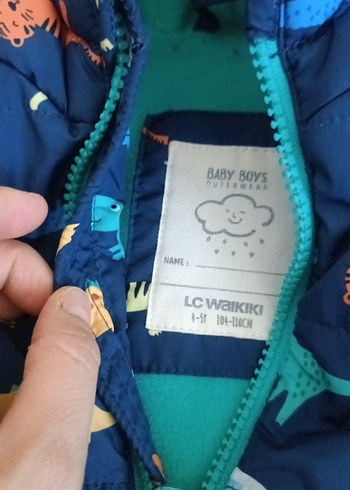 BABY BOYS
OUTERWEAR
NAME:
LC WAIKIKI
4-5Y 104-110CM